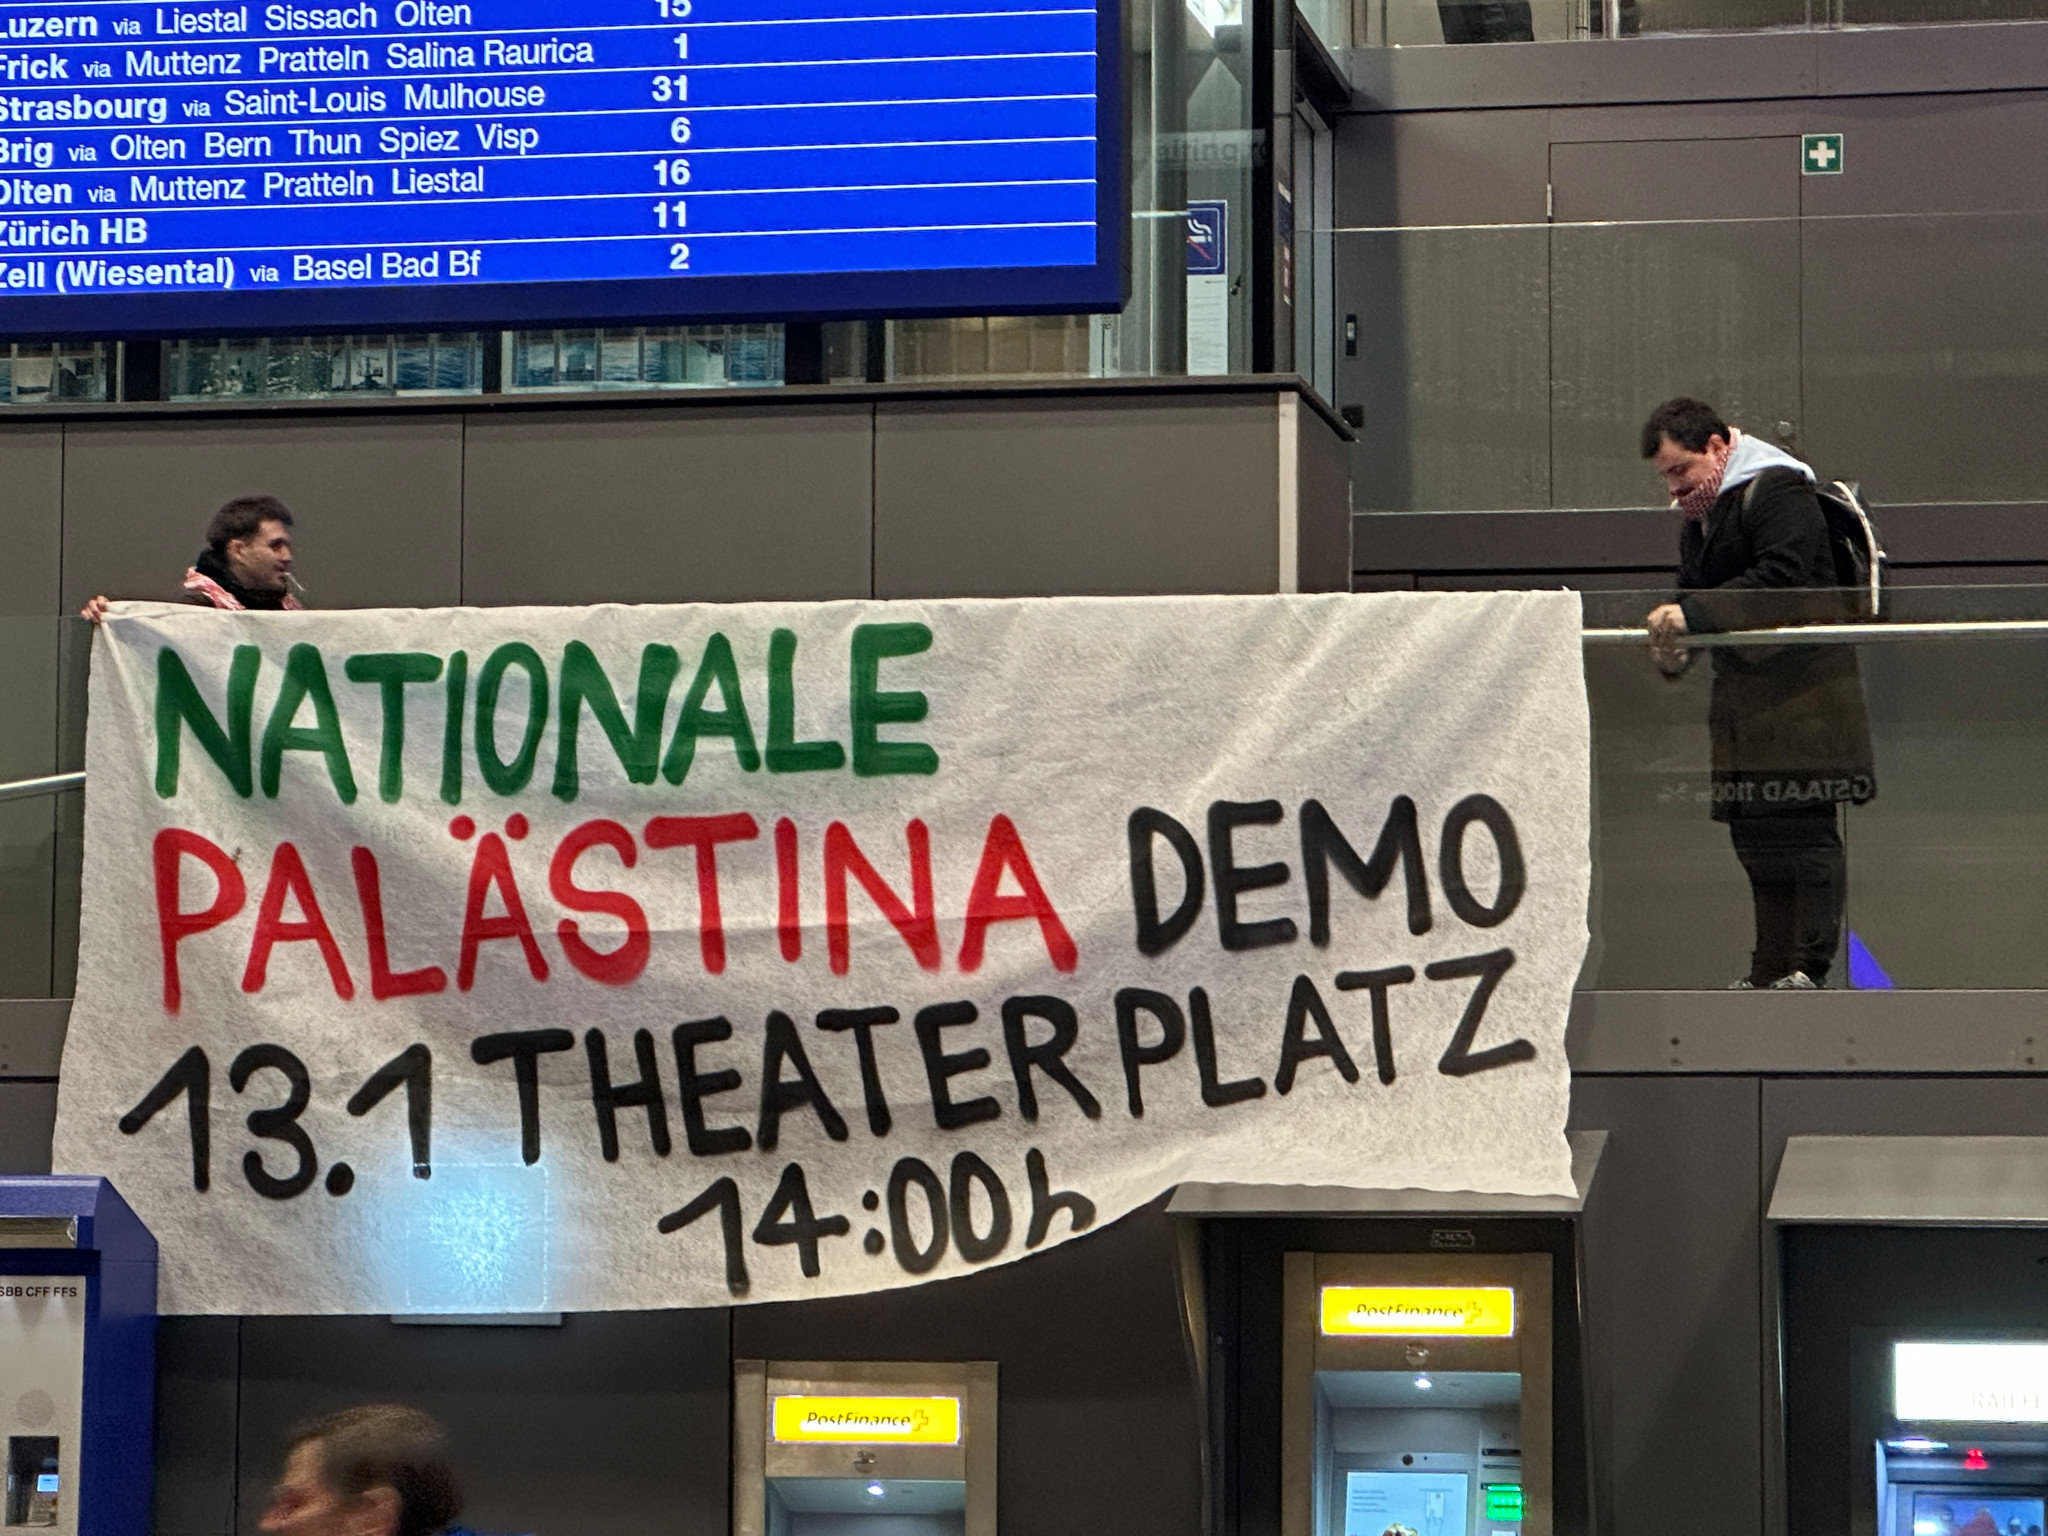 Luzern via Liestal Sissach Olten 15
Frick via Muttenz Pratteln Salina Raurica 1
Strasbourg via Saint-Louis Mulhouse 31
Brig via Olten Bern Thun Spiez Visp 6
Olten via Muttenz Pratteln Liestal 16
Zürich HB 11
Zell (Wiesental) via Basel Bad Bf 2
NATIONALE
PALÄSTINA DEMO
13.1 THEATERPLATZ
14:00h
GSTAAD
SBB CFF FFS
PostFinance
PostFinance